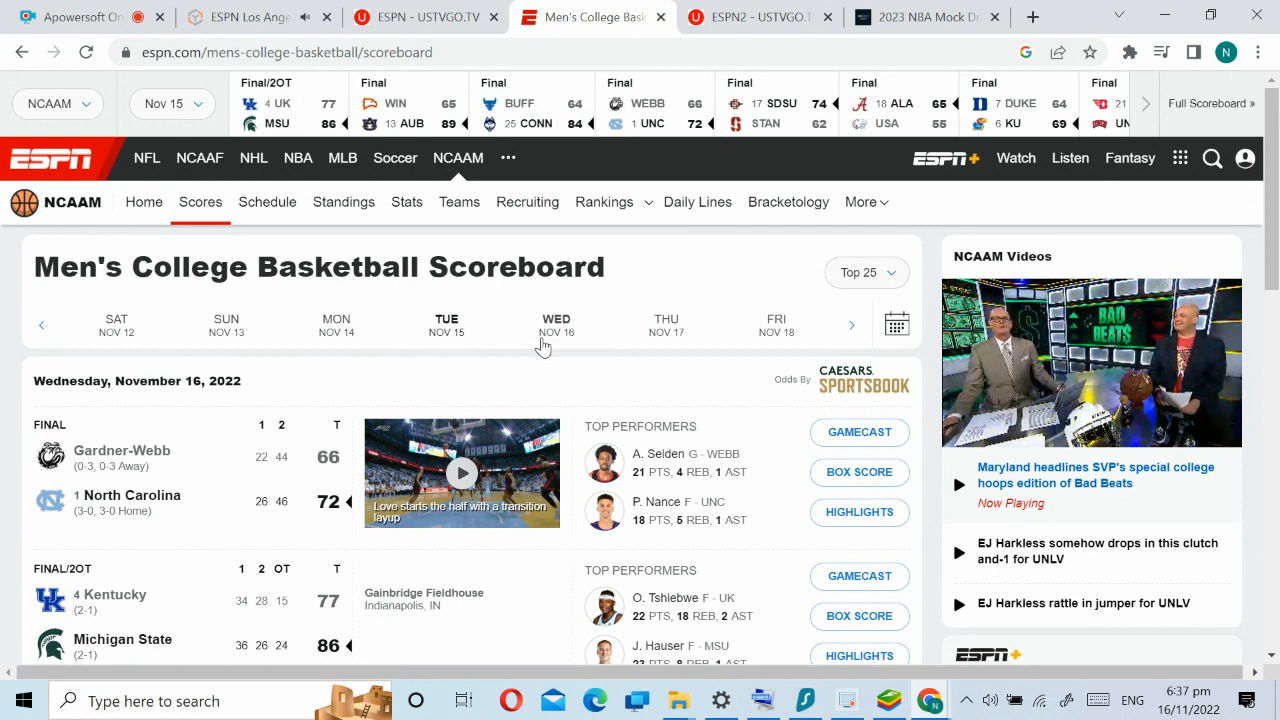 Apowersoft On
ESPN Los Ange
ESPN - USTVGO.TV
Men's College Bask
ESPN2 - USTVGO.T
2023 NBA Mock Dr
espn.com/mens-college-basketball/scoreboard
N
NCAAM
Nov 15
Final/2OT
4 UK 77
MSU 86
Final
WIN 65
13 AUB 89
Final
BUFF 64
25 CONN 84
Final
WEBB 66
1 UNC 72
Final
17 SDSU 74
STAN 62
Final
18 ALA 65
USA 55
Final
7 DUKE 64
6 KU 69
Final
21
UN
Full Scoreboard »
ESPN
NFL NCAAF NHL NBA MLB Soccer NCAAM
ESPN+ Watch Listen Fantasy
NCAAM
Home Scores Schedule Standings Stats Teams Recruiting Rankings Daily Lines Bracketology More
Men's College Basketball Scoreboard
Top 25
SAT
NOV 12
SUN
NOV 13
MON
NOV 14
TUE
NOV 15
WED
NOV 16
THU
NOV 17
FRI
NOV 18
Wednesday, November 16, 2022
Odds By
CAESARS
SPORTSBOOK
FINAL 1 2 T
Gardner-Webb 22 44 66
(0-3, 0-3 Away)
1 North Carolina 26 46 72
(3-0, 3-0 Home)
Love starts the half with a transition
layup
TOP PERFORMERS
A. Selden G - WEBB
21 PTS, 4 REB, 1 AST
P. Nance F - UNC
18 PTS, 5 REB, 1 AST
GAMECAST
BOX SCORE
HIGHLIGHTS
FINAL/2OT 1 2 OT T
4 Kentucky 34 28 15 77
(2-1)
Michigan State 36 26 24 86
(2-1)
Gainbridge Fieldhouse
Indianapolis, IN
TOP PERFORMERS
O. Tshiebwe F - UK
22 PTS, 18 REB, 2 AST
J. Hauser F - MSU
23 PTS, 8 REB, 1 AST
GAMECAST
BOX SCORE
HIGHLIGHTS
NCAAM Videos
BAD
BEATS
Maryland headlines SVP's special college
hoops edition of Bad Beats
Now Playing
EJ Harkless somehow drops in this clutch
and-1 for UNLV
EJ Harkless rattle in jumper for UNLV
ESPN+
Type here to search
ENG
6:37 pm
16/11/2022